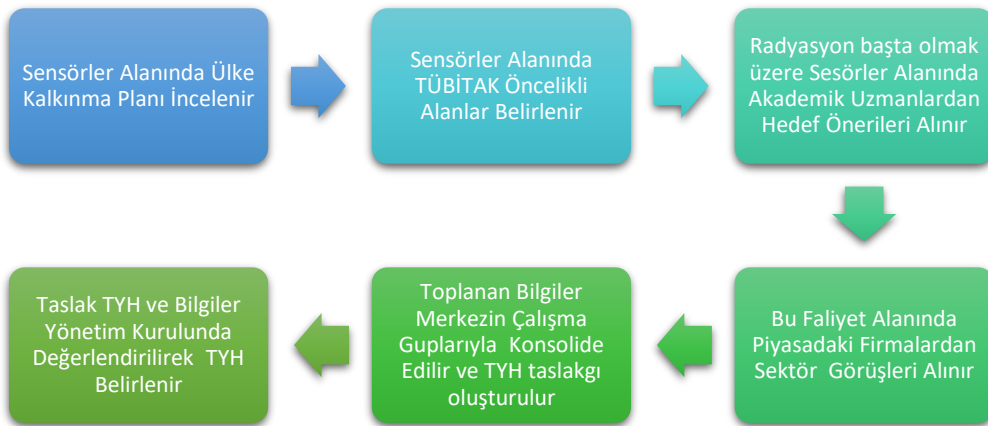 Sensörler Alanında Ülke
Kalkınma Planı İncelenir
Sensörler Alanında
TÜBİTAK Öncelikli
Alanlar Belirlenir
Radyasyon başta olmak
üzere Sesörler Alanında
Akademik Uzmanlardan
Hedef Önerileri Alınır
Bu Faliyet Alanında
Piyasadaki Firmalardan
Sektör Görüşleri Alınır
Toplanan Bilgiler
Merkezin Çalışma
Guplarıyla Konsolide
Edilir ve TYH taslakgı
oluşturulur
Taslak TYH ve Bilgiler
Yönetim Kurulunda
Değerlendirilirek TYH
Belirlenir